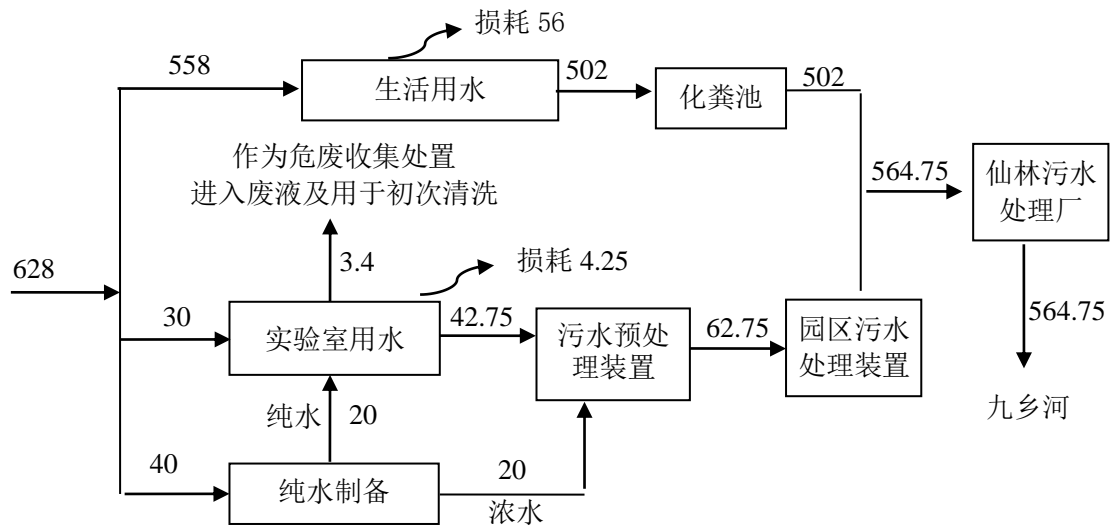 损耗 56
558
生活用水
502
化粪池
502
作为危废收集处置
进入废液及用于初次清洗
564.75
仙林污水
处理厂
628
3.4
损耗 4.25
30
实验室用水
42.75
污水预处
理装置
62.75
园区污水
处理装置
564.75
纯水
20
九乡河
40
纯水制备
20
浓水